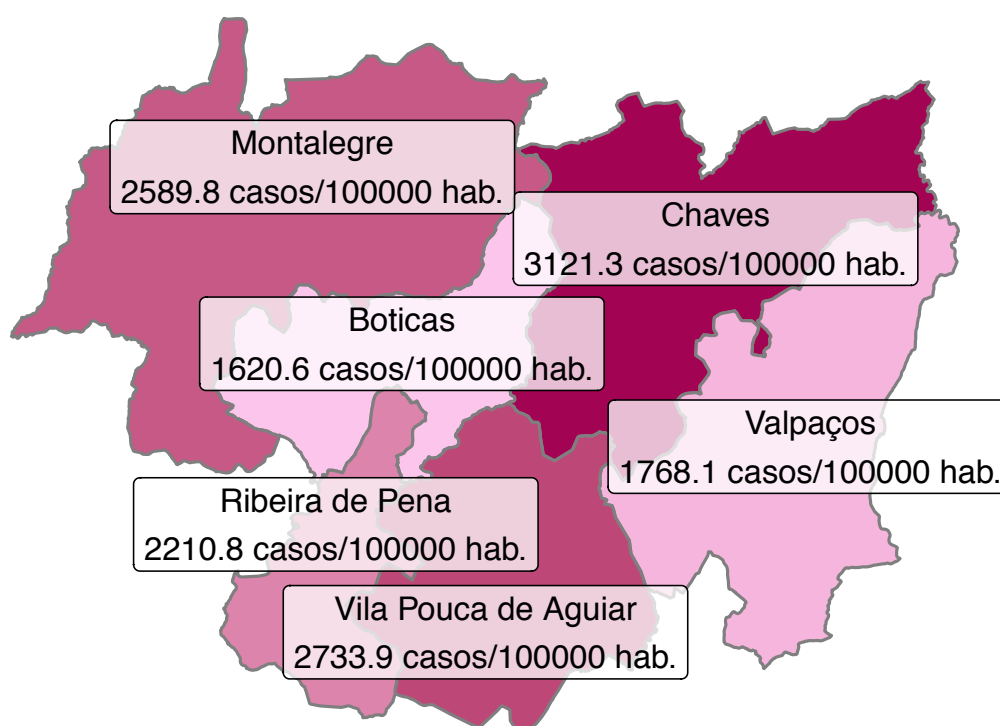 Montalegre
2589.8 casos/100000 hab.
Chaves
3121.3 casos/100000 hab.
Boticas
1620.6 casos/100000 hab.
Valpaços
1768.1 casos/100000 hab.
Ribeira de Pena
2210.8 casos/100000 hab.
Vila Pouca de Aguiar
2733.9 casos/100000 hab.